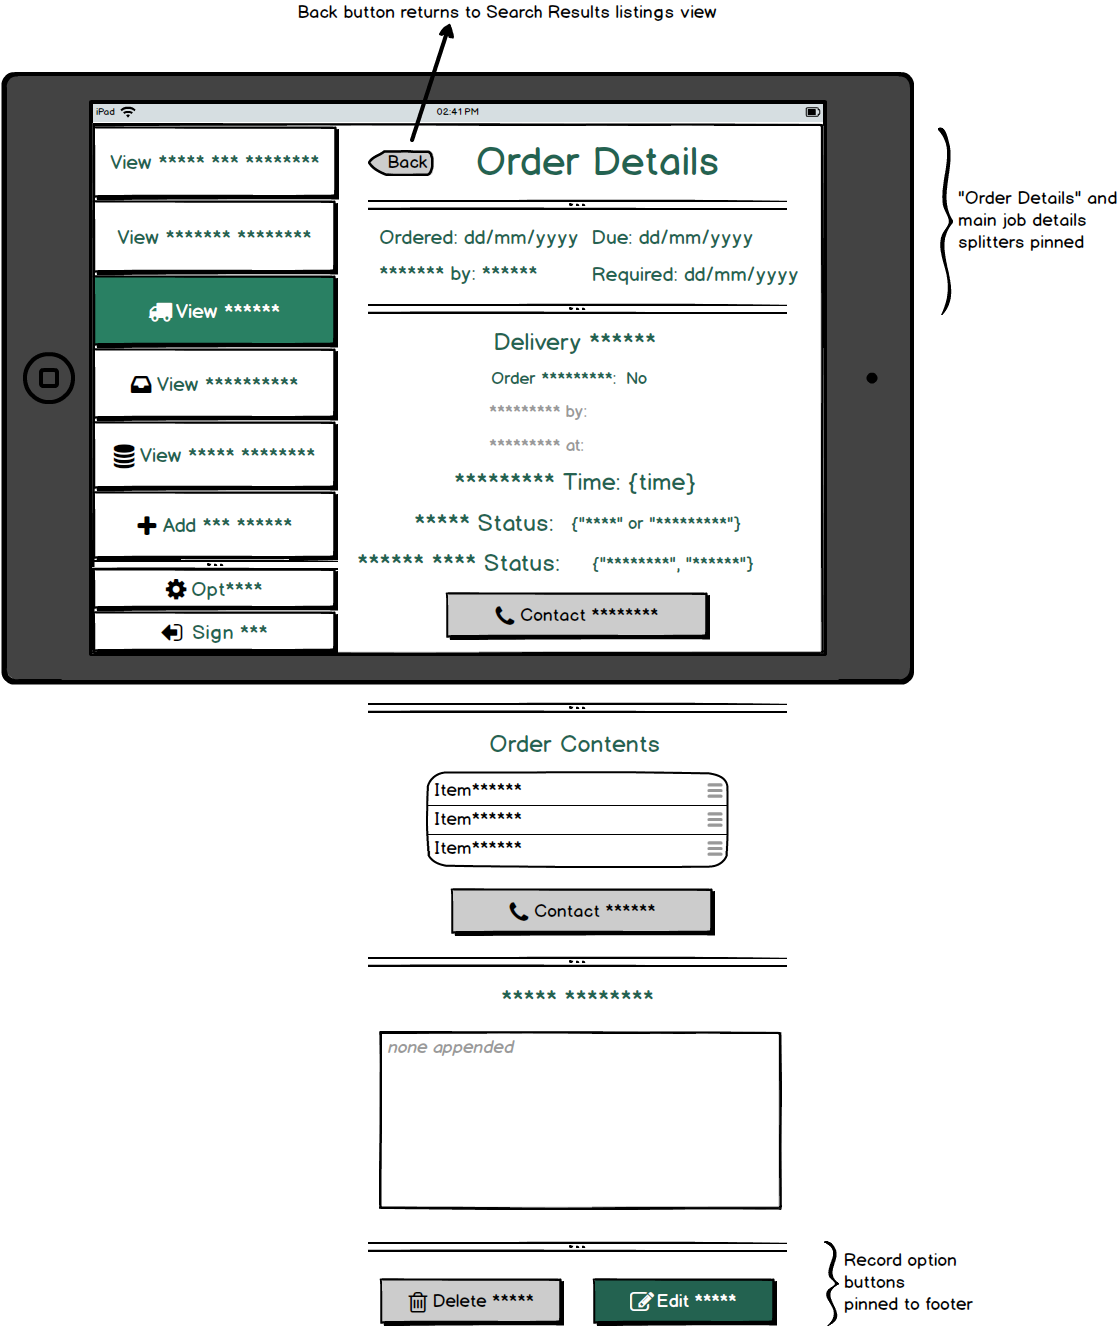 Back button returns to Search Results listings view
iPad
02:41 PM
View ***** *** ********
View ******* ********
View ******
View **********
View ***** ********
Add *** ******
Opt****
Sign ***
Back
Order Details
Ordered: dd/mm/yyyy Due: dd/mm/yyyy
******* by: ****** Required: dd/mm/yyyy
Delivery ******
Order *********: No
********* by:
********* at:
********* Time: {time}
***** Status: {"****" or "*********"}
****** **** Status: {"********", "******"}
Contact ********
"Order Details" and
main job details
splitters pinned
Order Contents
Item******
Item******
Item******
Contact ******
***** ********
none appended
Delete *****
Edit *****
Record option
buttons
pinned to footer